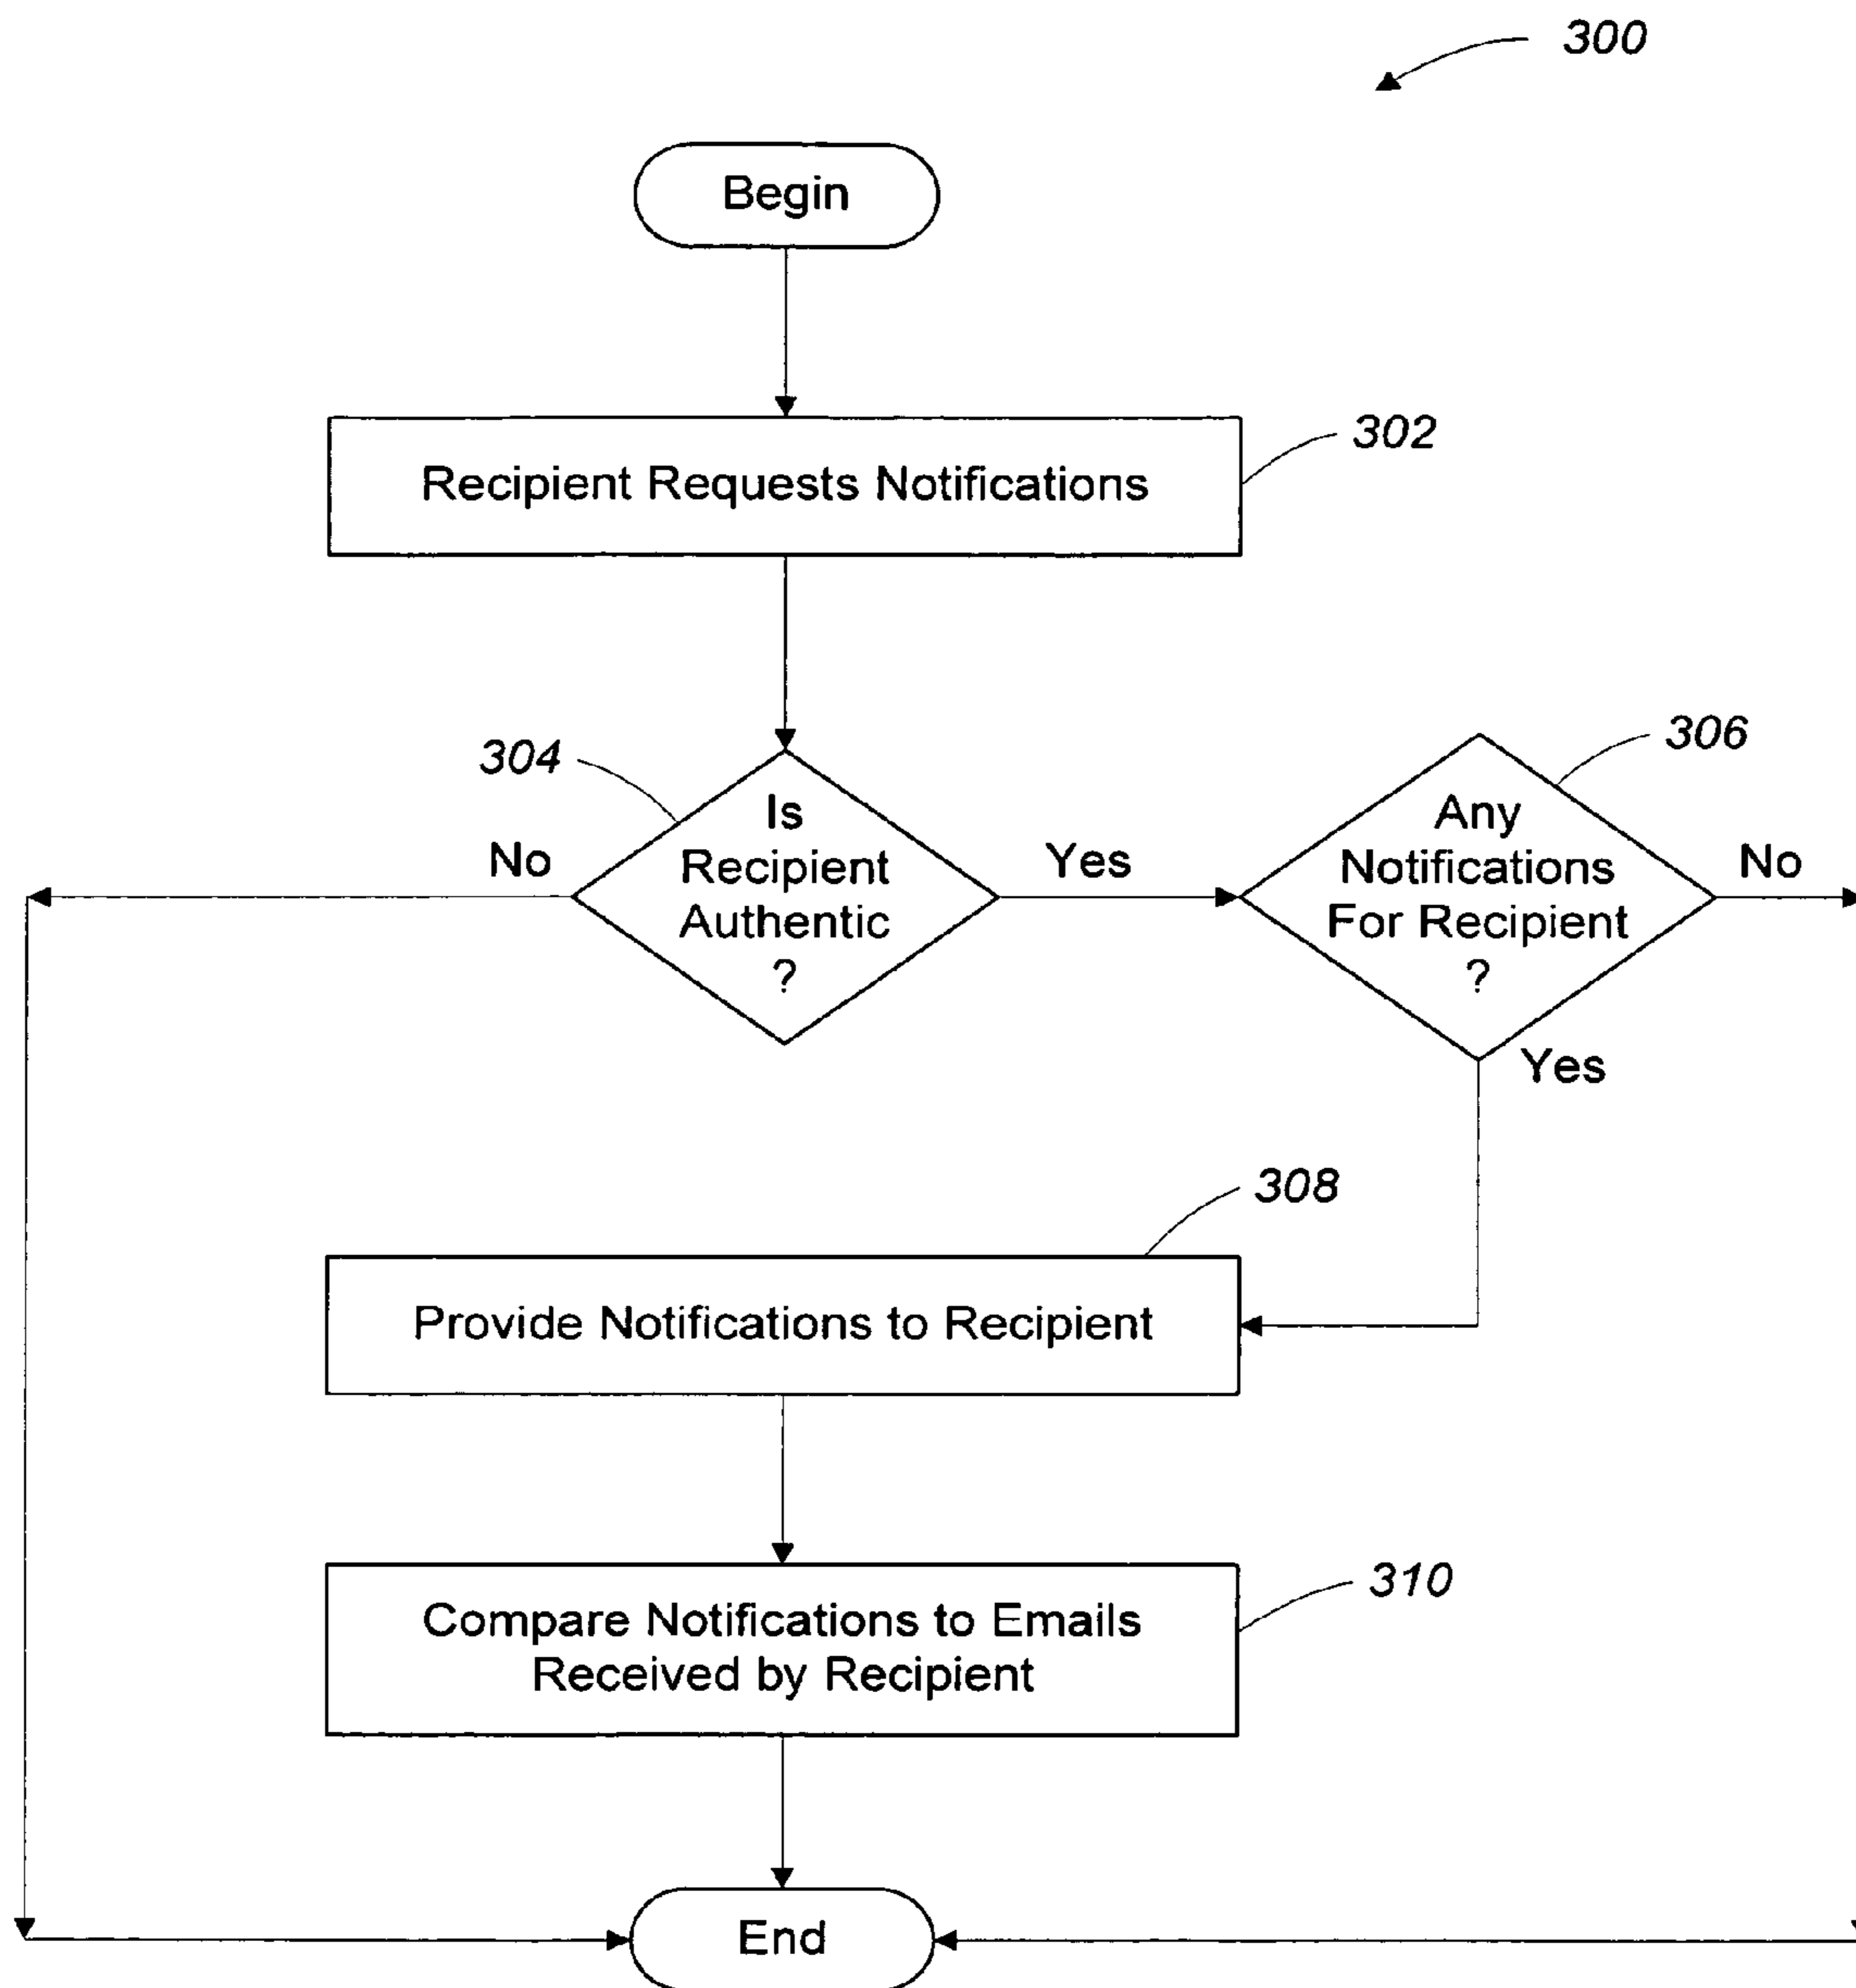 300
Begin
302
Recipient Requests Notifications
304
306
Is
Recipient
Authentic
?
No
Yes
Any
Notifications
For Recipient
?
No
Yes
308
Provide Notifications to Recipient
310
Compare Notifications to Emails
Received by Recipient
End